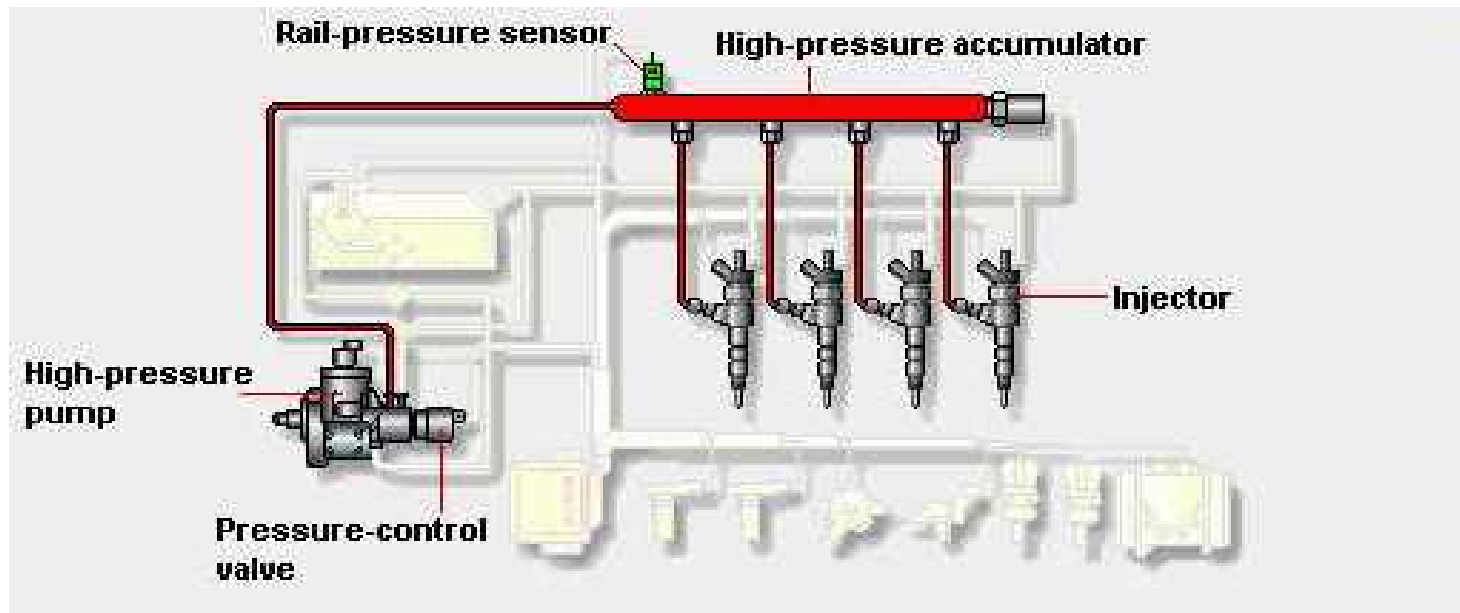 Rail-pressure sensor
High-pressure accumulator
Injector
High-pressure
pump
Pressure-control
valve